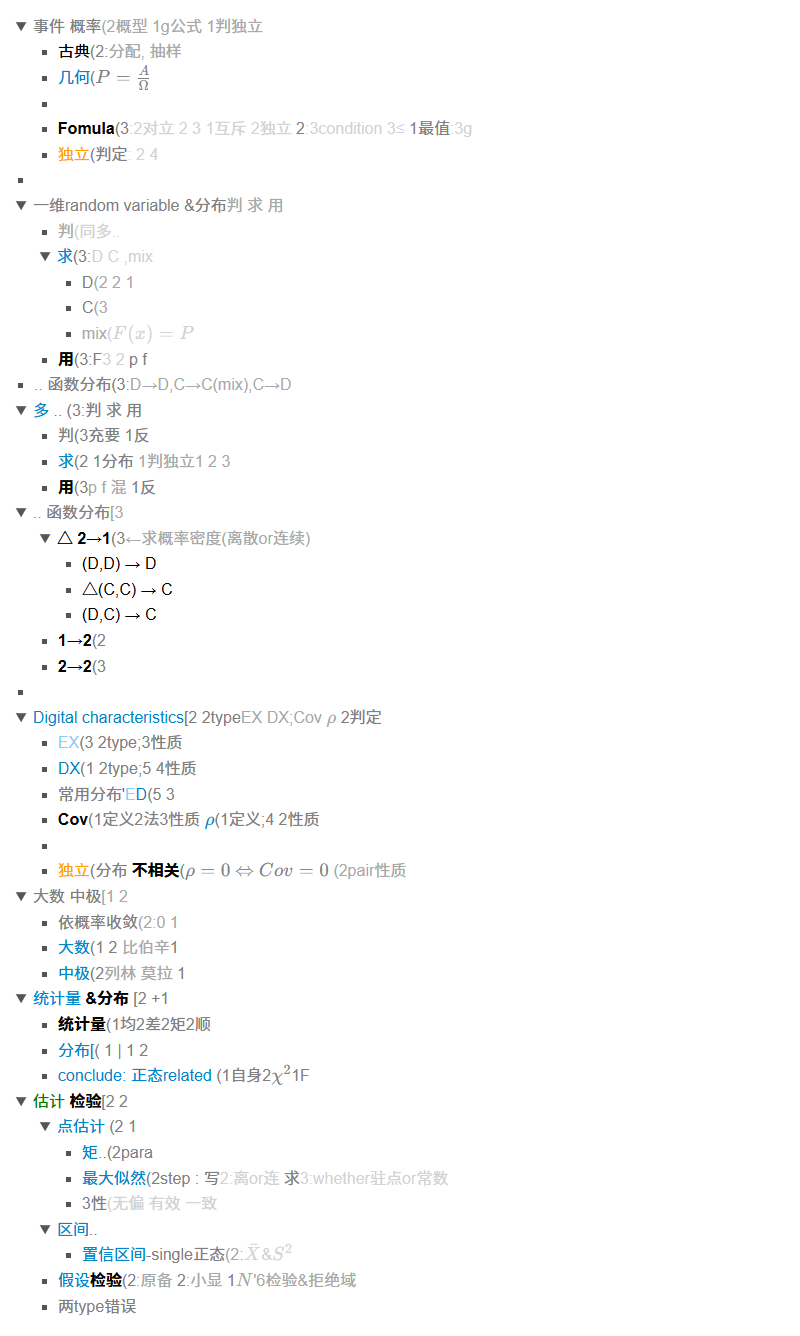 事件 概率(2概型 1g公式 1判独立
古典(2:分配, 抽样
几何(P = A/Ω
Fomula(3:2对立 2 3 1互斥 2独立 2:3condition 3≤ 1最值:3g
独立(判定: 2 4
一维random variable &分布判 求 用
判(同多..
求(3:D C ,mix
D(2 2 1
C(3
mix(F(x) = P
用(3:F3 2 p f
.. 函数分布(3:D→D,C→C(mix),C→D
多 .. (3:判 求 用
判(3充要 1反
求(2 1分布 1判独立1 2 3
用(3p f 混 1反
.. 函数分布[3
△ 2→1(3←求概率密度(离散or连续)
(D,D) → D
△(C,C) → C
(D,C) → C
1→2(2
2→2(3
Digital characteristics[2 2typeEX DX;Cov ρ 2判定
EX(3 2type;3性质
DX(1 2type;5 4性质
常用分布'ED(5 3
Cov(1定义2法3性质 ρ(1定义;4 2性质
独立(分布 不相关(ρ = 0 ⇔ Cov = 0 (2pair性质
大数 中极[1 2
依概率收敛(2:0 1
大数(1 2 比伯辛1
中极(2列林 莫拉 1
统计量 &分布 [2 +1
统计量(1均2差2矩2顺
分布[( 1 | 1 2
conclude: 正态related (1自身2χ²1F
估计 检验[2 2
点估计 (2 1
矩..(2para
最大似然(2step : 写2:离or连 求3:whether驻点or常数
3性(无偏 有效 一致
区间..
置信区间-single正态(2:X̄&S²
假设检验(2:原备 2:小显 1N'6检验&拒绝域
两type错误